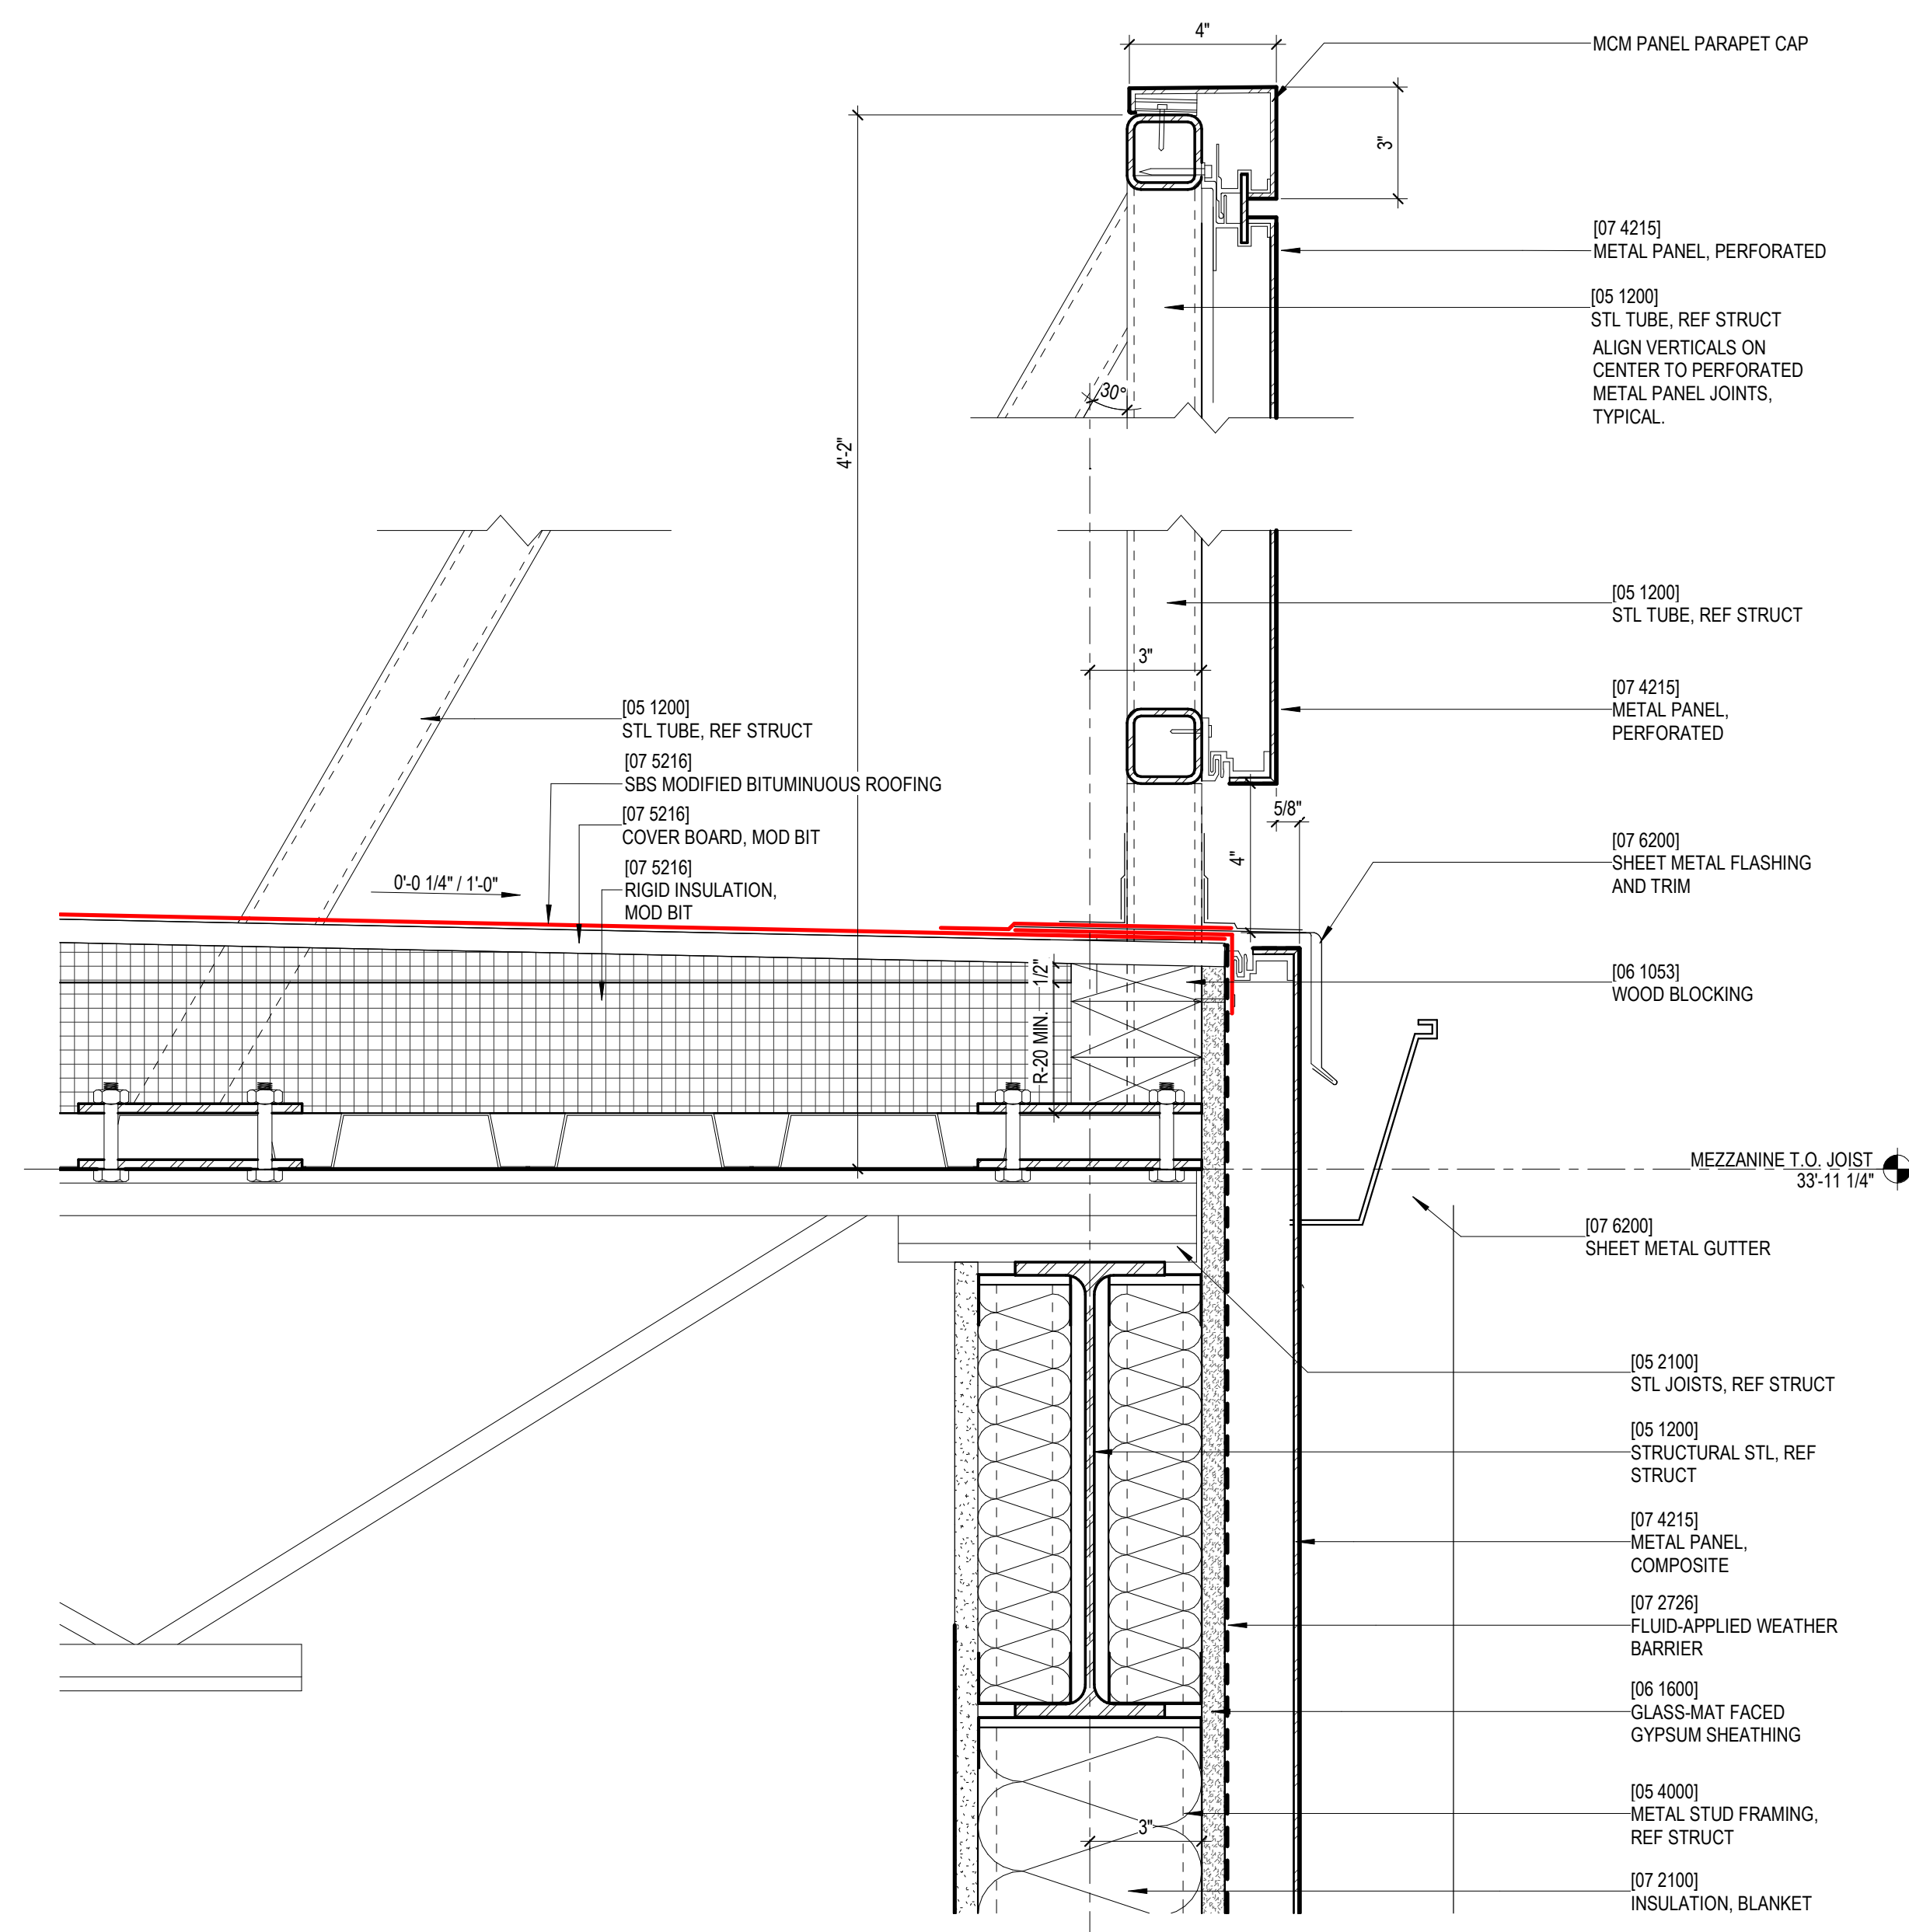 4"
MCM PANEL PARAPET CAP
3"
[07 4215]
METAL PANEL, PERFORATED
[05 1200]
STL TUBE, REF STRUCT
ALIGN VERTICALS ON
CENTER TO PERFORATED
METAL PANEL JOINTS,
TYPICAL.
30°
4'-2"
[05 1200]
STL TUBE, REF STRUCT
3"
[07 4215]
METAL PANEL,
PERFORATED
[05 1200]
STL TUBE, REF STRUCT
[07 5216]
SBS MODIFIED BITUMINUOUS ROOFING
[07 5216]
COVER BOARD, MOD BIT
[07 5216]
RIGID INSULATION,
MOD BIT
0'-0 1/4" / 1'-0"
5/8"
4"
[07 6200]
SHEET METAL FLASHING
AND TRIM
1/2"
R-20 MIN.
[06 1053]
WOOD BLOCKING
MEZZANINE T.O. JOIST
33'-11 1/4"
[07 6200]
SHEET METAL GUTTER
[05 2100]
STL JOISTS, REF STRUCT
[05 1200]
STRUCTURAL STL, REF
STRUCT
[07 4215]
METAL PANEL,
COMPOSITE
[07 2726]
FLUID-APPLIED WEATHER
BARRIER
[06 1600]
GLASS-MAT FACED
GYPSUM SHEATHING
[05 4000]
METAL STUD FRAMING,
REF STRUCT
3"
[07 2100]
INSULATION, BLANKET